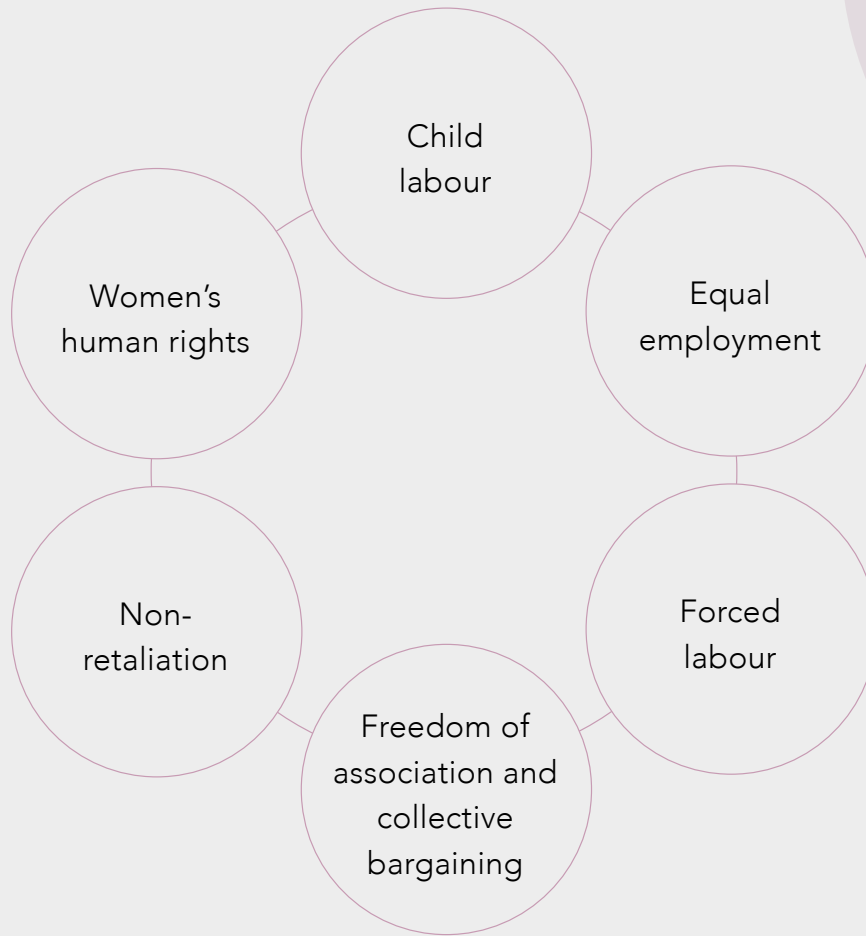 Child
labour
Equal
employment
Forced
labour
Freedom of
association and
collective
bargaining
Non-
retaliation
Women’s
human rights